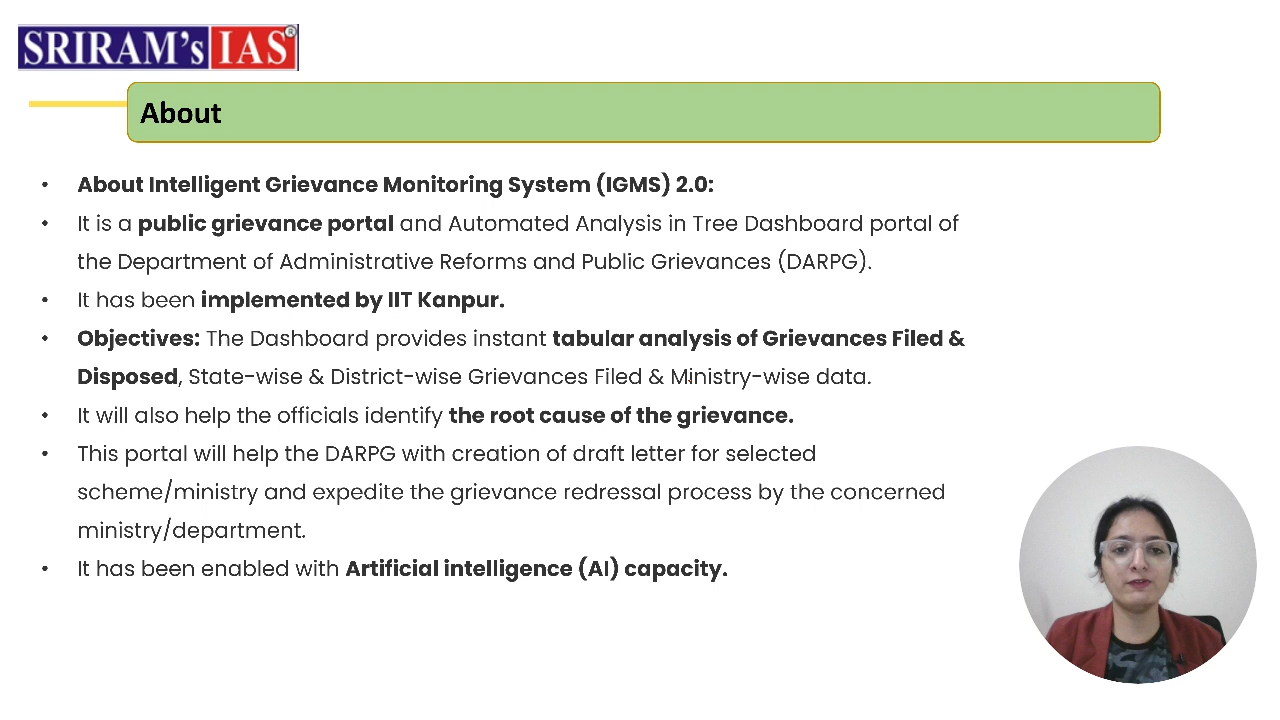 SRIRAM's IAS®
About
• About Intelligent Grievance Monitoring System (IGMS) 2.0:
• It is a public grievance portal and Automated Analysis in Tree Dashboard portal of
the Department of Administrative Reforms and Public Grievances (DARPG).
• It has been implemented by IIT Kanpur.
• Objectives: The Dashboard provides instant tabular analysis of Grievances Filed &
Disposed, State-wise & District-wise Grievances Filed & Ministry-wise data.
• It will also help the officials identify the root cause of the grievance.
• This portal will help the DARPG with creation of draft letter for selected
scheme/ministry and expedite the grievance redressal process by the concerned
ministry/department.
• It has been enabled with Artificial intelligence (AI) capacity.